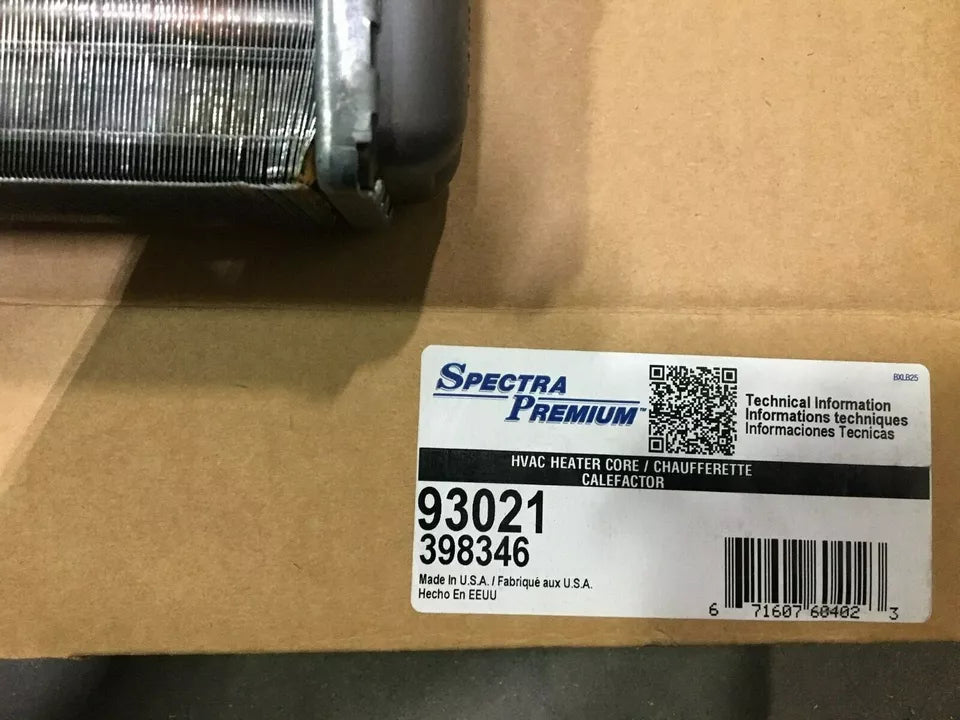 SPECTRA
PREMIUM™
BXLB25
Technical Information
Informations techniques
Informaciones Tecnicas
HVAC HEATER CORE / CHAUFFERETTE
CALEFACTOR
93021
398346
Made In U.S.A. / Fabriqué aux U.S.A.
Hecho En EEUU
6 71607 60402 3